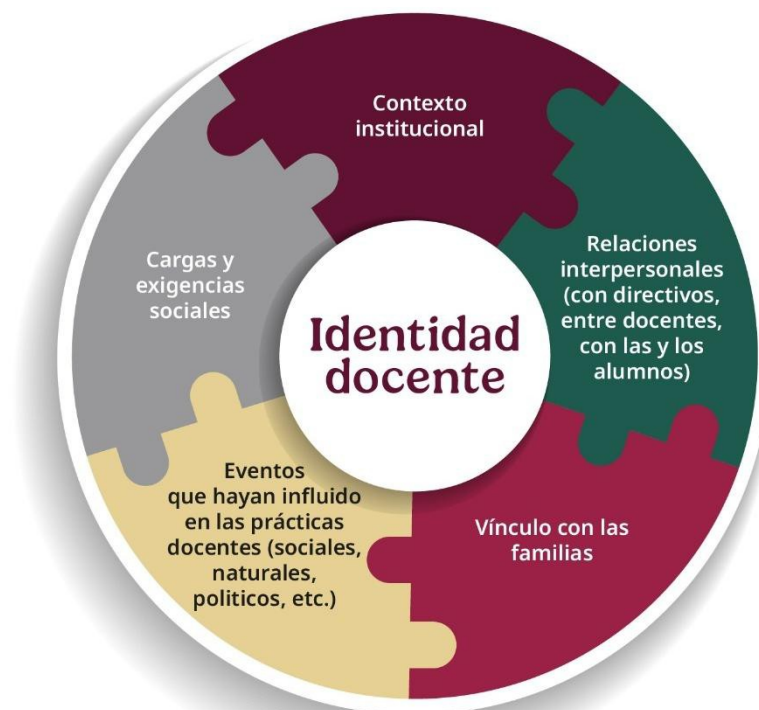 Contexto
institucional
Relaciones
interpersonales
(con directivos,
entre docentes,
con las y los
alumnos)
Vínculo con las
familias
Eventos
que hayan influido
en las prácticas
docentes (sociales,
naturales,
politicos, etc.)
Cargas y
exigencias
sociales
Identidad
docente